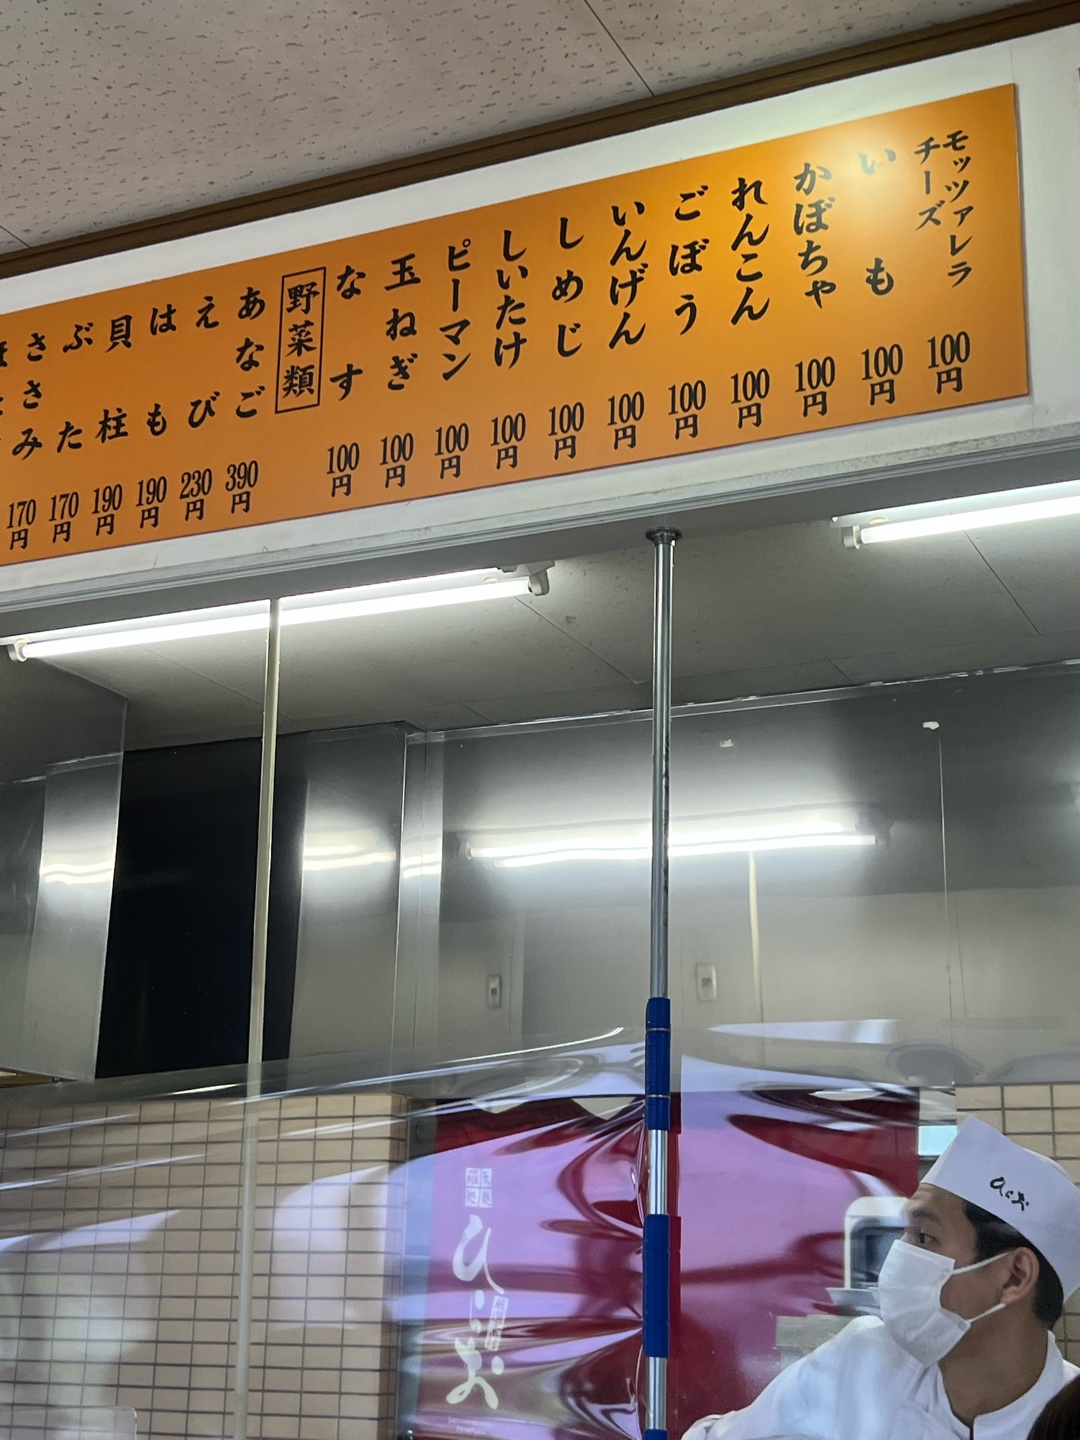 モッツァレラ
チーズ
100円
いも
100円
かぼちゃ
100円
れんこん
100円
ごぼう
100円
いんげん
100円
しめじ
100円
しいたけ
100円
ピーマン
100円
玉ねぎ
100円
なす
100円
野菜類
あなご
390円
えび
230円
はも
190円
貝柱
190円
ぶた
170円
ささみ
170円
ひらお
ひらお